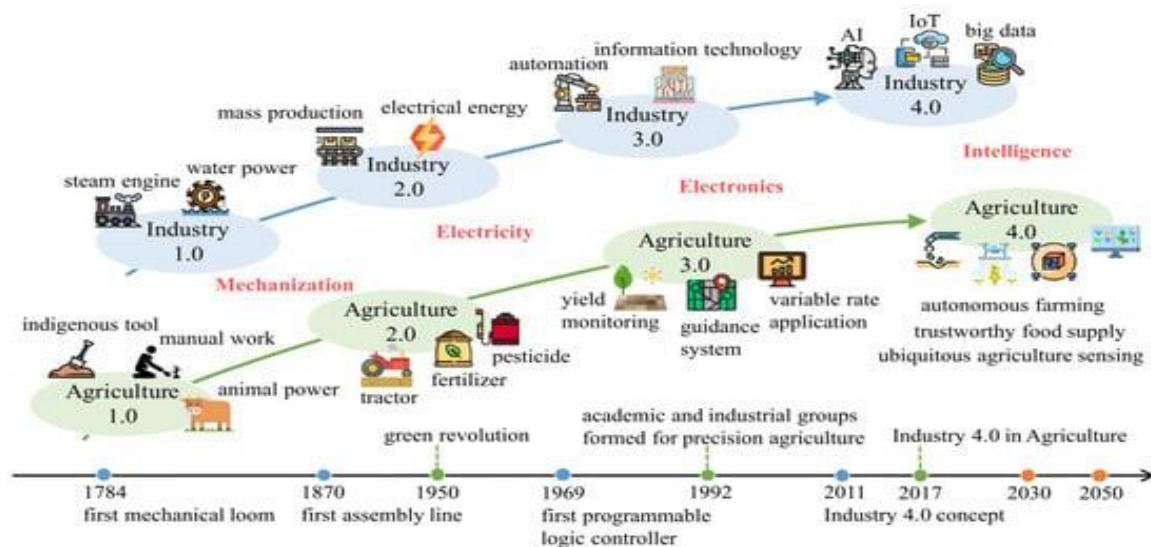 AI
IoT
big data
information technology
automation
Industry
4.0
mass production
electrical energy
Industry
3.0
Intelligence
steam engine
water power
Industry
2.0
Electronics
Industry
1.0
Electricity
Agriculture
4.0
Agriculture
3.0
Mechanization
yield
monitoring
guidance
system
variable rate
application
autonomous farming
trustworthy food supply
ubiquitous agriculture sensing
indigenous tool
manual work
Agriculture
2.0
pesticide
fertilizer
tractor
Agriculture
1.0
animal power
green revolution
academic and industrial groups
formed for precision agriculture
Industry 4.0 in Agriculture
1784
first mechanical loom
1870
first assembly line
1950
1969
first programmable
logic controller
1992
2011
Industry 4.0 concept
2017
2030
2050